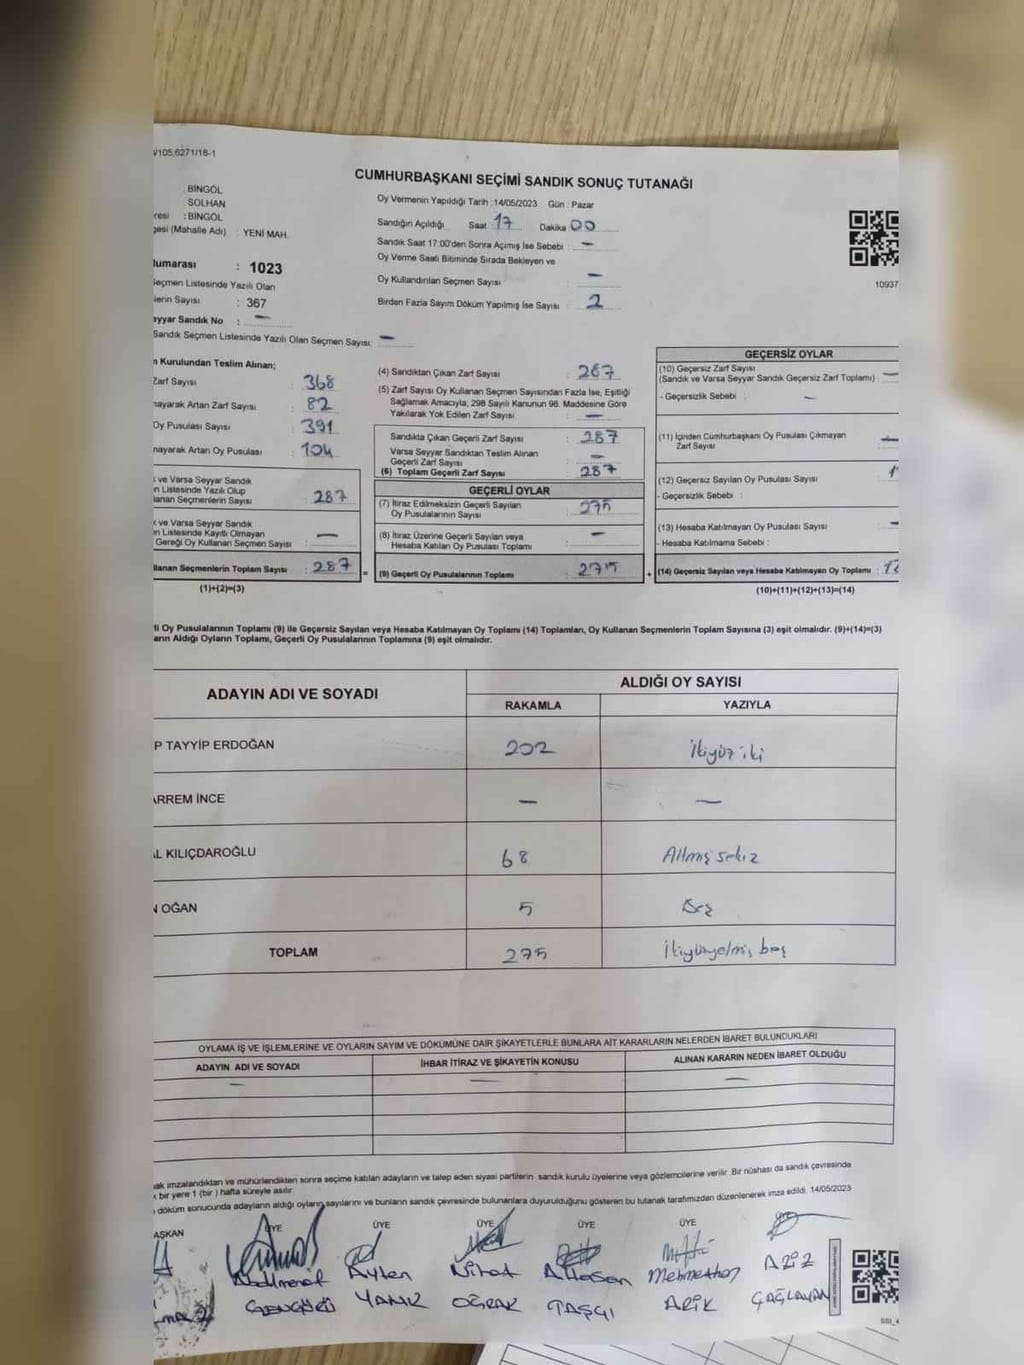 V105,6271/18-1
CUMHURBAŞKANI SEÇİMİ SANDIK SONUÇ TUTANAĞI
BİNGÖL
: SOLHAN
resi : BİNGÖL
gesi (Mahalle Adı) : YENİ MAH.
Oy Vermenin Yapıldığı Tarih : 14/05/2023 Gün : Pazar
Sandığın Açıldığı Saat 17 Dakika 00
Sandık Saat 17:00'den Sonra Açımış İse Sebebi : —
Oy Verme Saati Bitiminde Sırada Bekleyen ve
Oy Kullandırılan Seçmen Sayısı : —
Birden Fazla Sayım Döküm Yapılmış İse Sayısı : 2
10937
umarası : 1023
eçmen Listesinde Yazılı Olan
lerin Sayısı : 367
eyyar Sandık No : —
Sandık Seçmen Listesinde Yazılı Olan Seçmen Sayısı: —
n Kurulundan Teslim Alınan;
Zarf Sayısı : 368
mayarak Artan Zarf Sayısı : 82
Oy Pusulası Sayısı : 391
mayarak Artan Oy Pusulası : 104
ve Varsa Seyyar Sandık
n Listesinde Yazılı Olup
lanan Seçmenlerin Sayısı : 287
k ve Varsa Seyyar Sandık
n Listesinde Kayıtlı Olmayan
Gereği Oy Kullanan Seçmen Sayısı : —
llanan Seçmenlerin Toplam Sayısı : 287
(1)+(2)=(3)
(4) Sandıktan Çıkan Zarf Sayısı : 287
(5) Zarf Sayısı Oy Kullanan Seçmen Sayısından Fazla İse, Eşitliği
Sağlamak Amacıyla, 298 Sayılı Kanunun 98. Maddesine Göre
Yakılarak Yok Edilen Zarf Sayısı : —
Sandıkta Çıkan Geçerli Zarf Sayısı : 287
Varsa Seyyar Sandıktan Teslim Alınan
Geçerli Zarf Sayısı : —
(6) Toplam Geçerli Zarf Sayısı : 287
GEÇERLİ OYLAR
(7) İtiraz Edilmeksizin Geçerli Sayılan
Oy Pusulalarının Sayısı : 275
(8) İtiraz Üzerine Geçerli Sayılan veya
Hesaba Katılan Oy Pusulası Toplamı : —
= (9) Geçerli Oy Pusulalarının Toplamı : 275
GEÇERSİZ OYLAR
(10) Geçersiz Zarf Sayısı
(Sandık ve Varsa Seyyar Sandık Geçersiz Zarf Toplamı) : —
- Geçersizlik Sebebi : —
(11) İçinden Cumhurbaşkanı Oy Pusulası Çıkmayan
Zarf Sayısı : —
(12) Geçersiz Sayılan Oy Pusulası Sayısı : 1
- Geçersizlik Sebebi :
(13) Hesaba Katılmayan Oy Pusulası Sayısı : —
- Hesaba Katılmama Sebebi :
+ (14) Geçersiz Sayılan veya Hesaba Katılmayan Oy Toplamı : 12
(10)+(11)+(12)+(13)=(14)
li Oy Pusulalarının Toplamı (9) ile Geçersiz Sayılan veya Hesaba Katılmayan Oy Toplamı (14) Toplamları, Oy Kullanan Seçmenlerin Toplam Sayısına (3) eşit olmalıdır. (9)+(14)=(3)
arın Aldığı Oyların Toplamı, Geçerli Oy Pusulalarının Toplamına (9) eşit olmalıdır.
ADAYIN ADI VE SOYADI
ALDIĞI OY SAYISI
RAKAMLA YAZIYLA
P TAYYİP ERDOĞAN 202 ikiyüz iki
ARREM İNCE — —
AL KILIÇDAROĞLU 68 Altmış sekiz
N OĞAN 5 Beş
TOPLAM 275 ikiyüzyetmiş beş
OYLAMA İŞ VE İŞLEMLERİNE VE OYLARIN SAYIM VE DÖKÜMÜNE DAİR ŞİKAYETLERLE BUNLARA AİT KARARLARIN NELERDEN İBARET BULUNDUKLARI
ADAYIN ADI VE SOYADI İHBAR İTİRAZ VE ŞİKAYETİN KONUSU ALINAN KARARIN NEDEN İBARET OLDUĞU
— — —
ak imzalandıktan ve mühürlendikten sonra seçime katılan adayların ve talep eden siyasi partilerin sandık kurulu üyelerine veya gözlemcilerine verilir. Bir nüshası da sandık çevresinde
bir yere 1 (bir) hafta süreyle asılır.
döküm sonucunda adayların aldığı oyların sayılarını ve bunların sandık çevresinde bulunanlara duyurulduğunu gösteren bu tutanak tarafımızdan düzenlenerek imza edildi. 14/05/2023
AŞKAN ÜYE ÜYE ÜYE ÜYE ÜYE ÜYE
Ayten Nihat A. Hasan Mehmethan AZİZ
YANIK OĞRAK TAŞÇI ARIK ÇAĞLAYAN